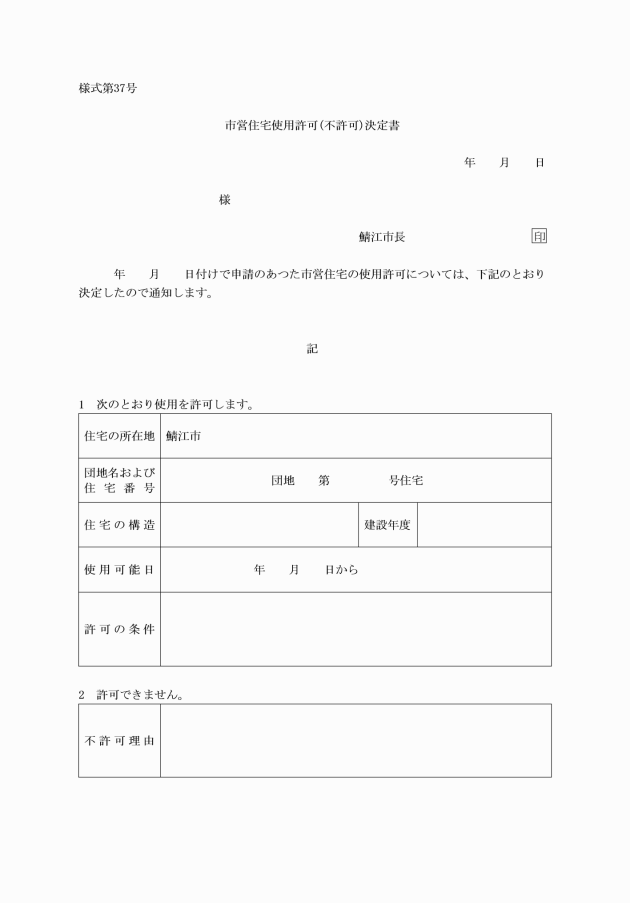 様式第37号
市営住宅使用許可(不許可)決定書
年　　月　　日
様
鯖江市長　　　　　　　　　　　印
年　　月　　日付けで申請のあつた市営住宅の使用許可については、下記のとおり
決定したので通知します。
記
1　次のとおり使用を許可します。
住宅の所在地　鯖江市
団地名および
住宅番号　団地　　第　　　　　号住宅
住宅の構造　　建設年度
使用可能日　年　　月　　日から
許可の条件
2　許可できません。
不許可理由